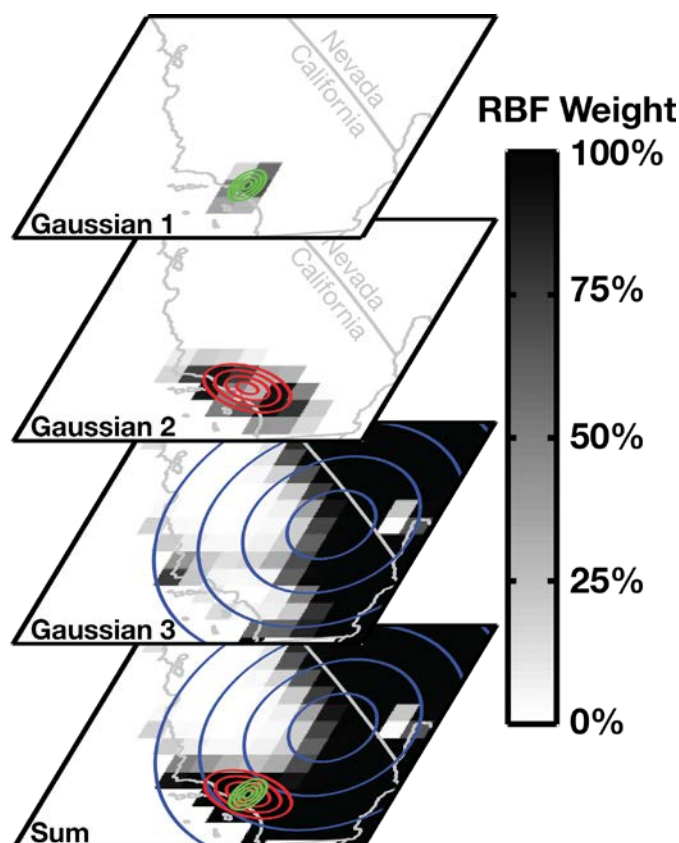 Nevada
California
Gaussian 1
Nevada
California
Gaussian 2
Gaussian 3
Sum
RBF Weight
100%
75%
50%
25%
0%